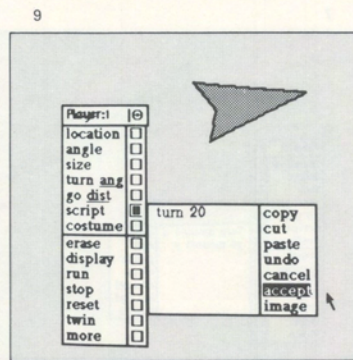 9
Player:1
location
angle
size
turn ang
go dist
script
costume
erase
display
run
stop
reset
twin
more
turn 20
copy
cut
paste
undo
cancel
accept
image